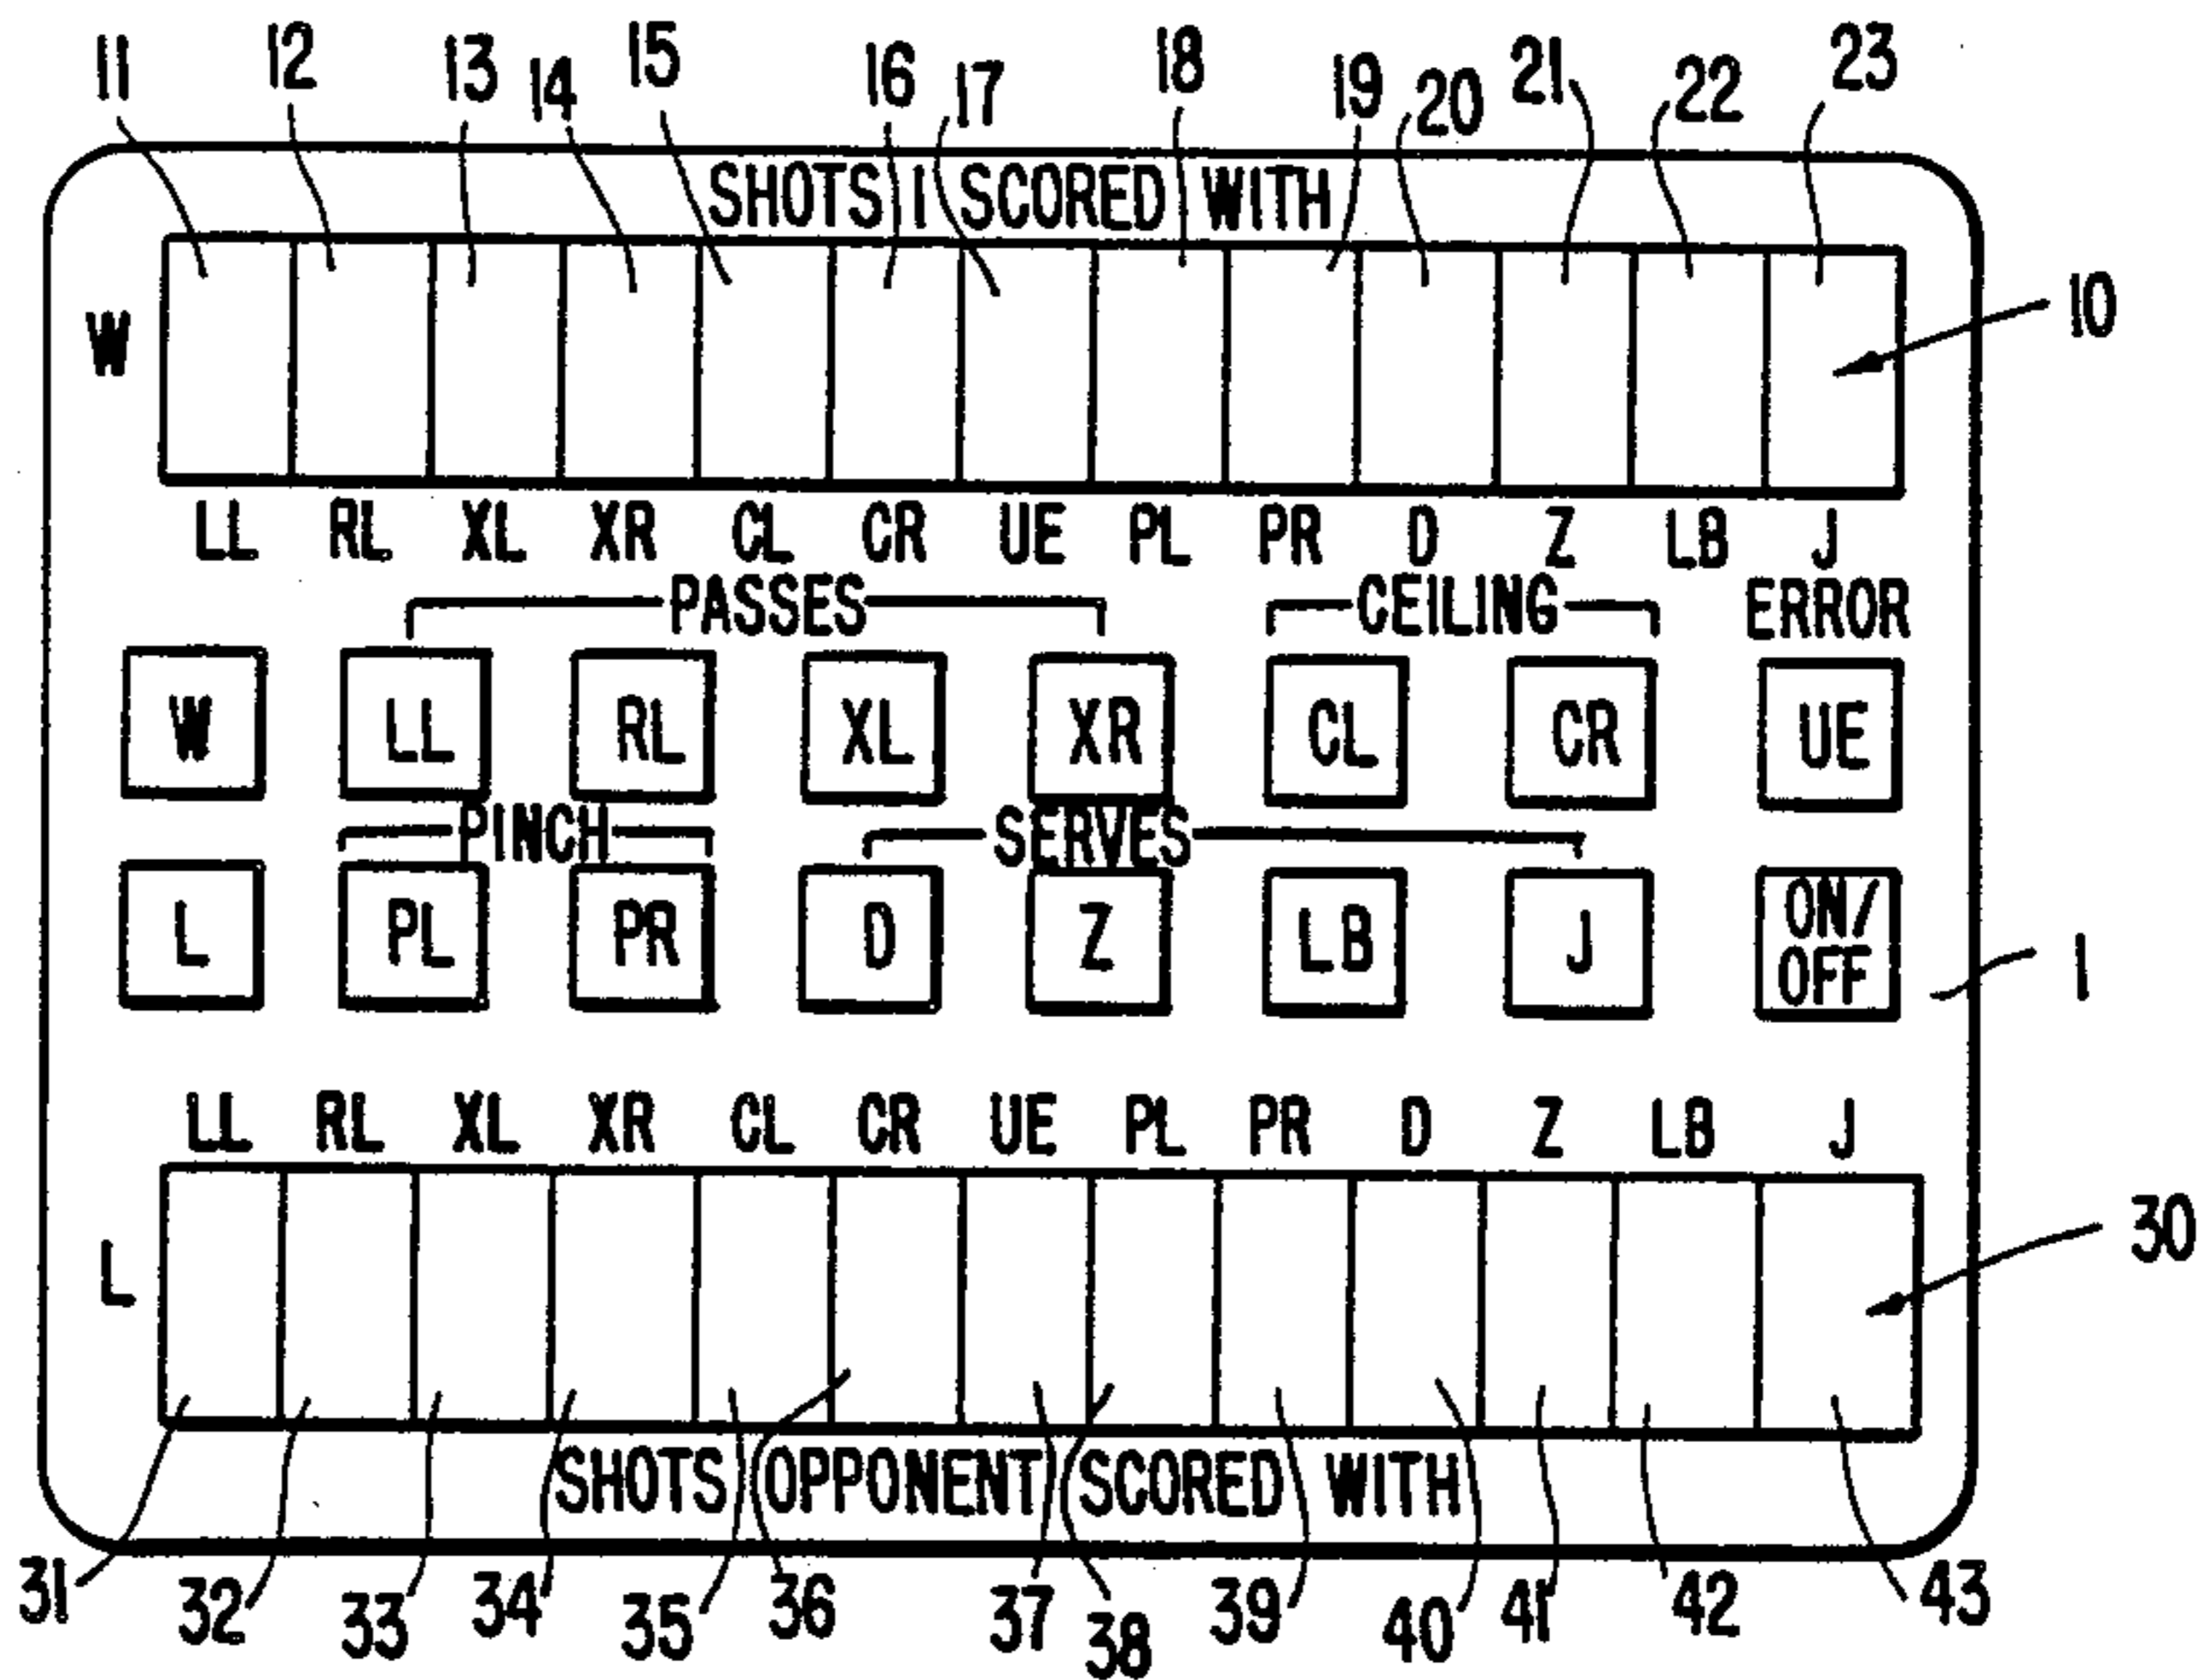 11 12 13 14 15 16 17 18 19 20 21 22 23
SHOTS I SCORED WITH
W 10
LL RL XL XR CL CR UE PL PR D Z LB J
PASSES CEILING ERROR
W LL RL XL XR CL CR UE
PINCH SERVES
L PL PR D Z LB J ON/
OFF
1
LL RL XL XR CL CR UE PL PR D Z LB J
L 30
SHOTS OPPONENT SCORED WITH
31 32 33 34 35 36 37 38 39 40 41 42 43